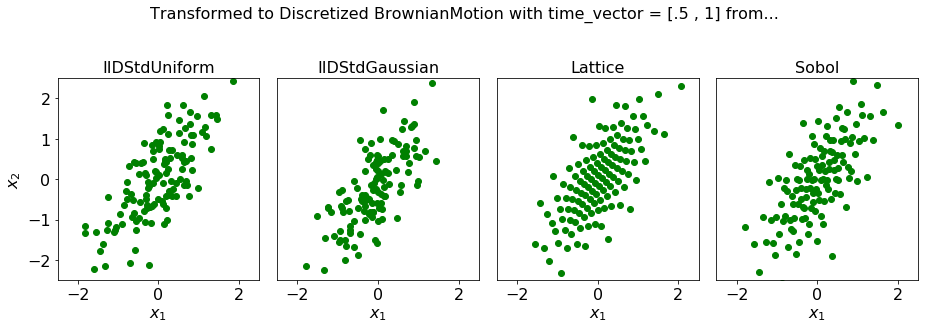 Transformed to Discretized BrownianMotion with time_vector = [.5 , 1] from...
IIDStdUniform IIDStdGaussian Lattice Sobol
2
1
0
−1
−2
x₂
−2 0 2 −2 0 2 −2 0 2 −2 0 2
x₁ x₁ x₁ x₁